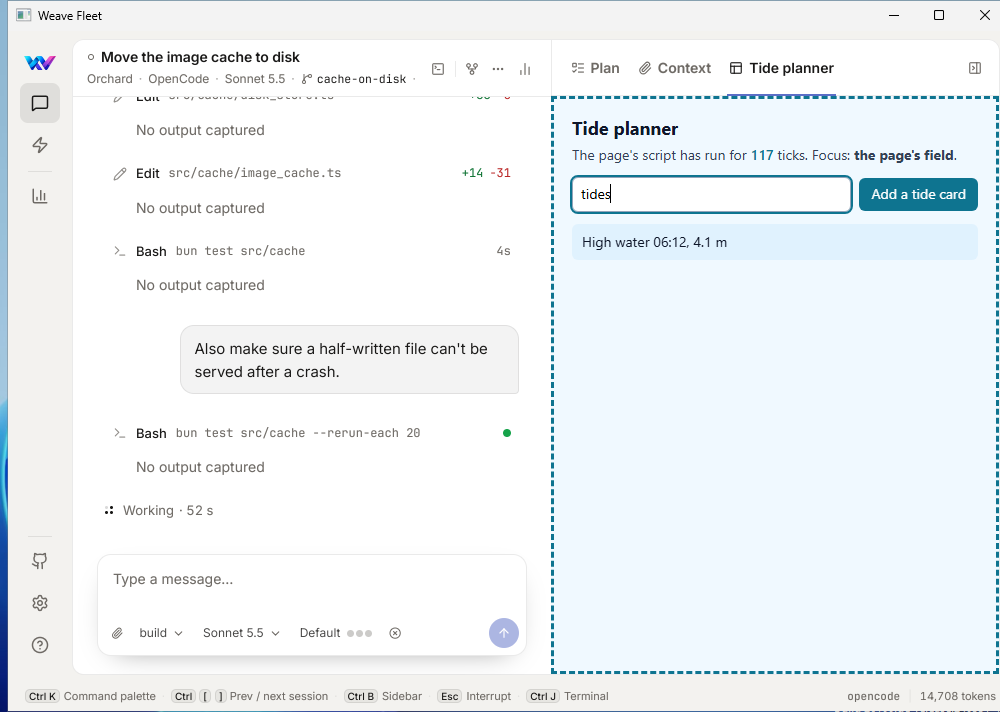 Weave Fleet
Move the image cache to disk
Orchard · OpenCode · Sonnet 5.5 · cache-on-disk ·
Plan
Context
Tide planner
Edit src/cache/disk_store.ts
No output captured
Edit src/cache/image_cache.ts +14 -31
No output captured
Bash bun test src/cache 4s
No output captured
Also make sure a half-written file can't be
served after a crash.
Bash bun test src/cache --rerun-each 20
No output captured
Working · 52 s
Type a message...
build Sonnet 5.5 Default
Tide planner
The page's script has run for 117 ticks. Focus: the page's field.
tides
Add a tide card
High water 06:12, 4.1 m
Ctrl K Command palette Ctrl [ ] Prev / next session Ctrl B Sidebar Esc Interrupt Ctrl J Terminal
opencode 14,708 tokens